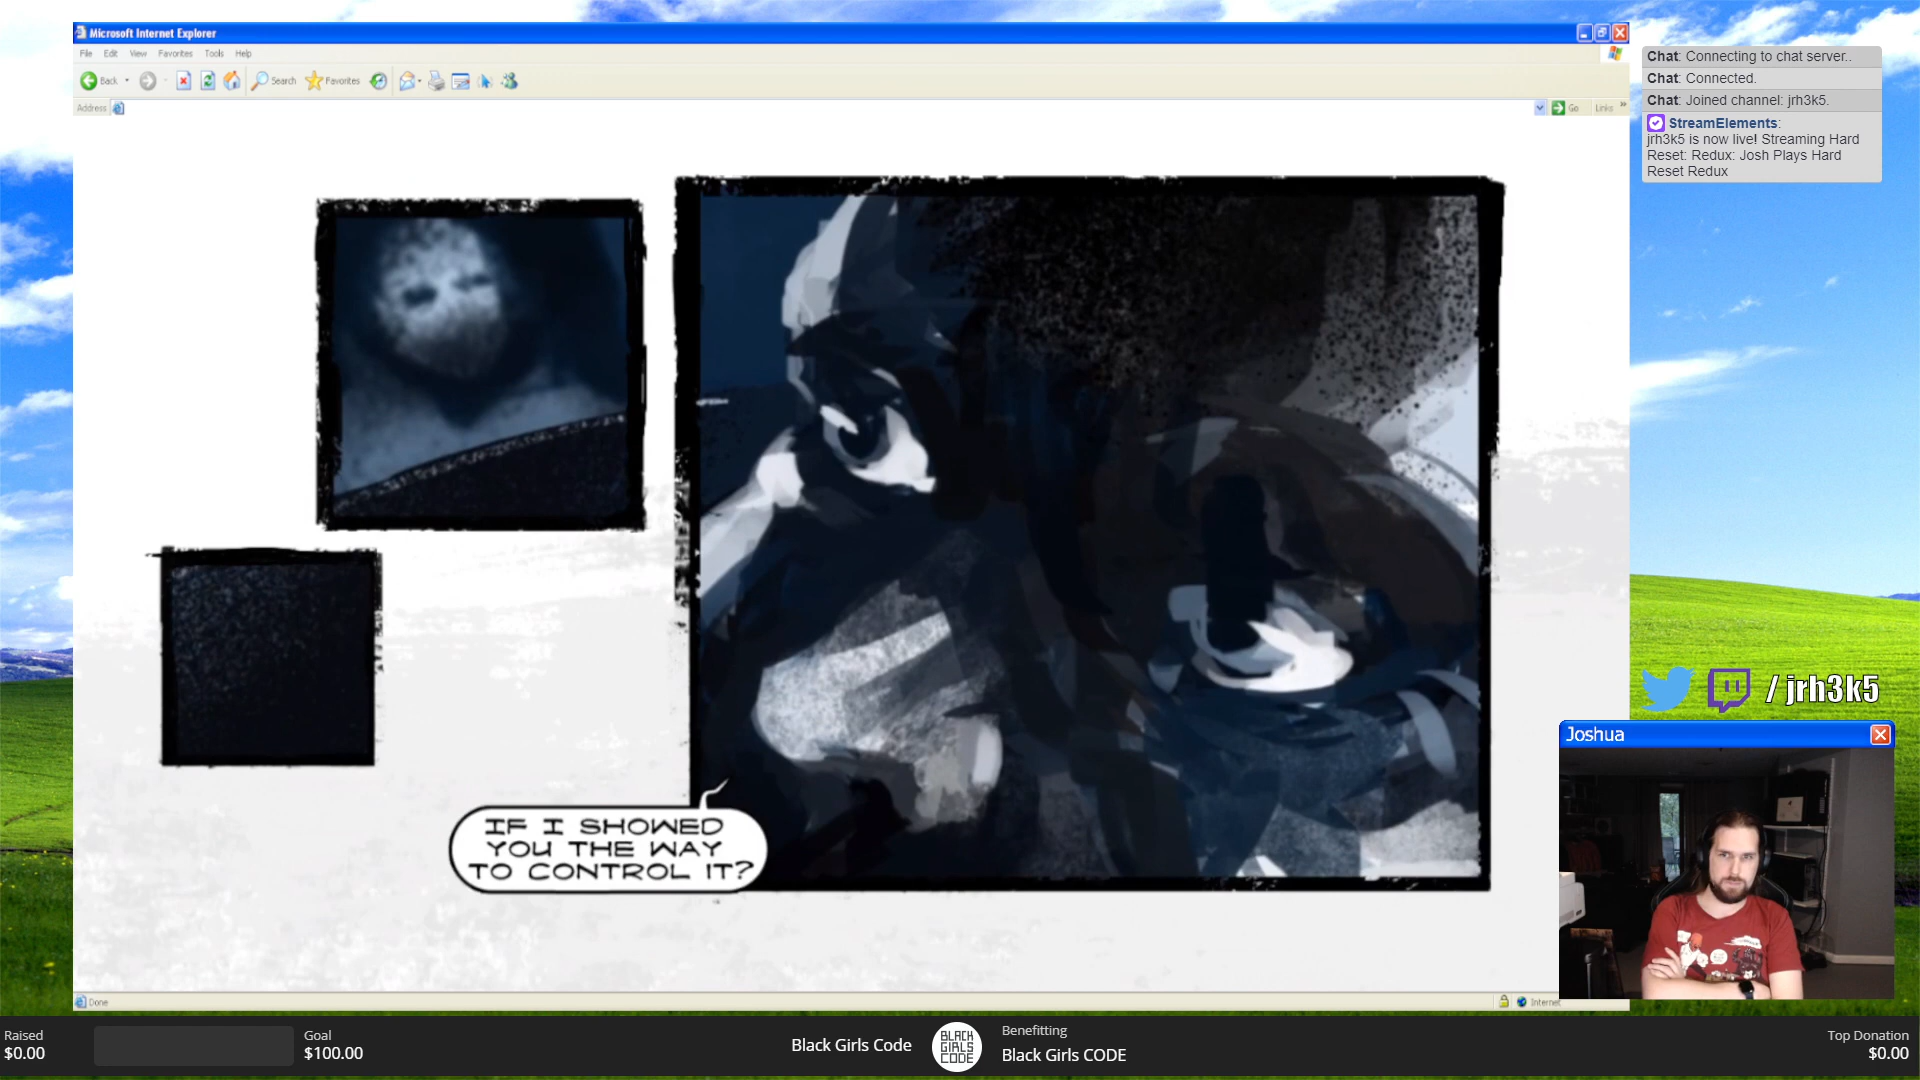 Microsoft Internet Explorer
File Edit View Favorites Tools Help
Back Search Favorites
Address Go Links »
Chat: Connecting to chat server..
Chat: Connected.
Chat: Joined channel: jrh3k5.
StreamElements:
jrh3k5 is now live! Streaming Hard
Reset: Redux: Josh Plays Hard
Reset Redux
IF I SHOWED
YOU THE WAY
TO CONTROL IT?
/ jrh3k5
Joshua
Done
Internet
Raised
$0.00
Goal
$100.00
Black Girls Code
BLACK
GIRLS
CODE
Benefitting
Black Girls CODE
Top Donation
$0.00